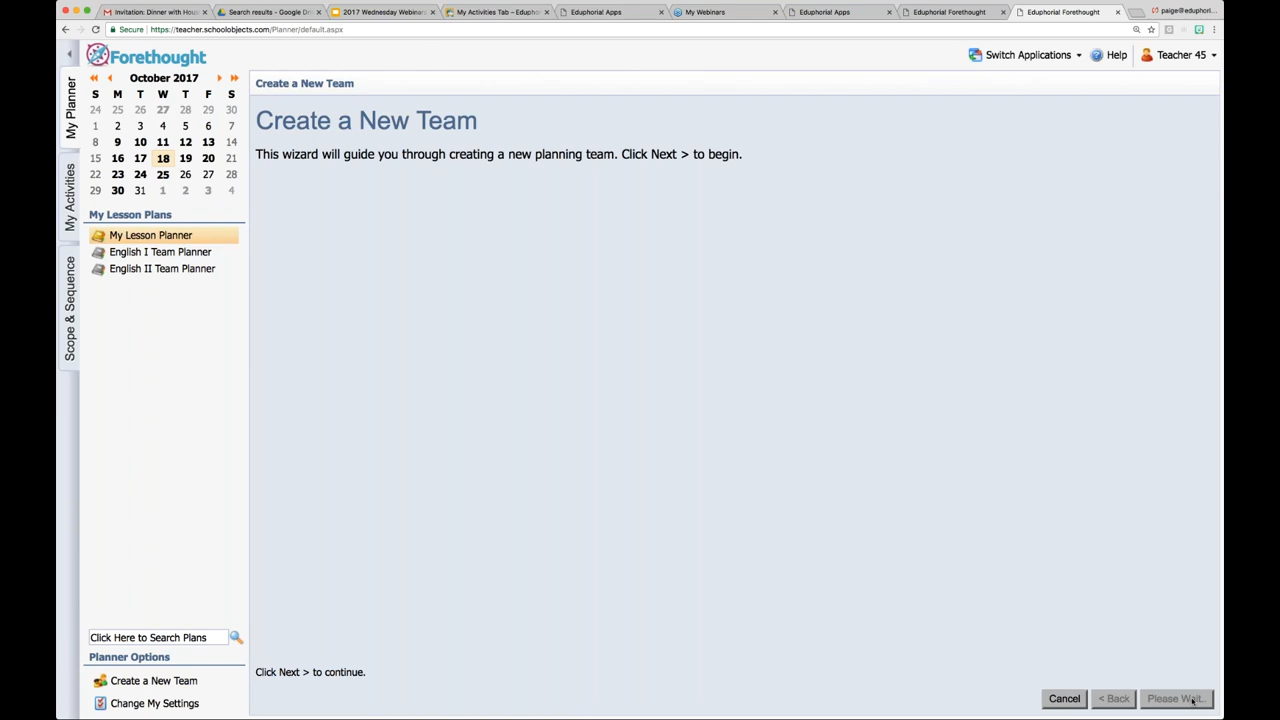 Invitation: Dinner with Hous
Search results - Google Dri
2017 Wednesday Webinar
My Activities Tab – Eduphor
Eduphorial Apps
My Webinars
Eduphorial Apps
Eduphorial Forethought
Eduphorial Forethought
paige@eduphori...
Secure
https://teacher.schoolobjects.com/Planner/default.aspx
Forethought
Switch Applications
Help
Teacher 45
My Planner
My Activities
Scope & Sequence
October 2017
S M T W T F S
24 25 26 27 28 29 30
1 2 3 4 5 6 7
8 9 10 11 12 13 14
15 16 17 18 19 20 21
22 23 24 25 26 27 28
29 30 31 1 2 3 4
My Lesson Plans
My Lesson Planner
English I Team Planner
English II Team Planner
Create a New Team
Create a New Team
This wizard will guide you through creating a new planning team. Click Next > to begin.
Click Here to Search Plans
Planner Options
Create a New Team
Change My Settings
Click Next > to continue.
Cancel
< Back
Please Wait..